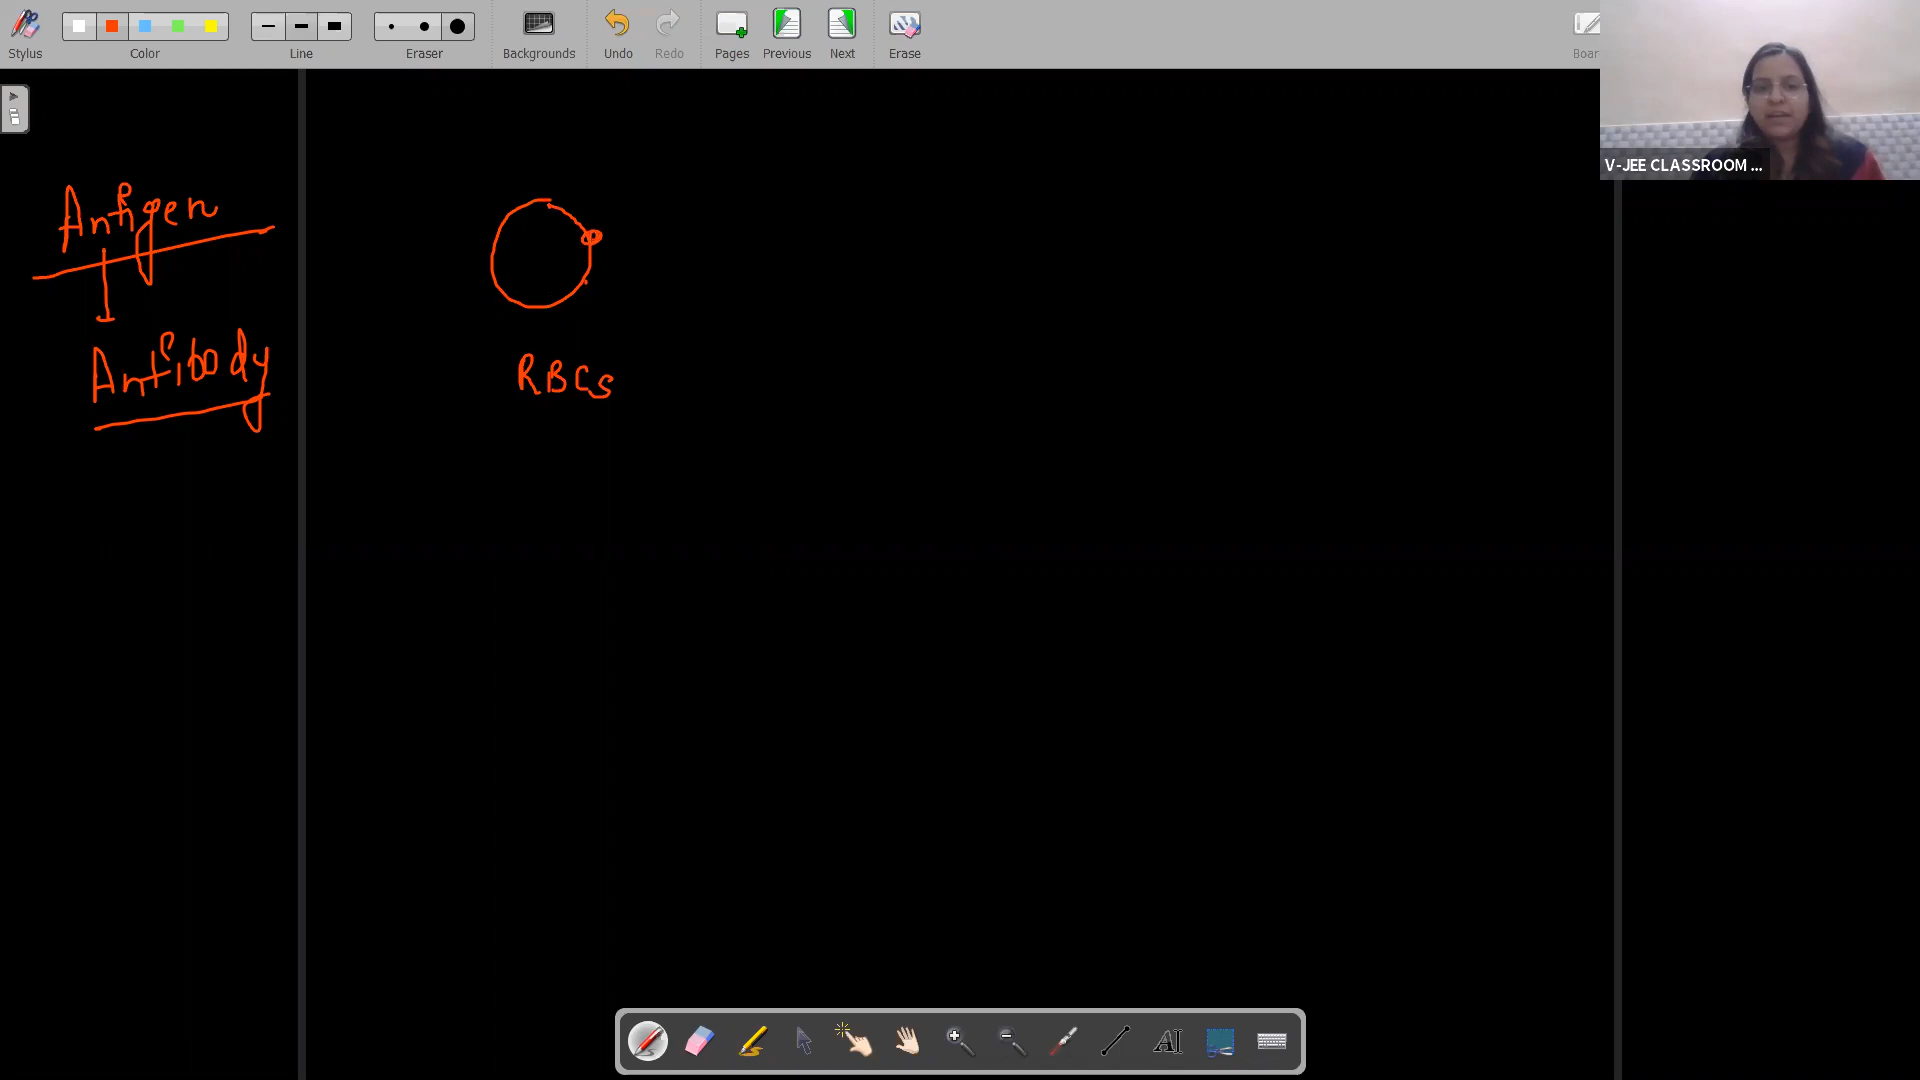 Stylus
Color
Line
Eraser
Backgrounds
Undo
Redo
Pages
Previous
Next
Erase
Boar
V-JEE CLASSROOM ...
Antigen
Antibody
RBCs